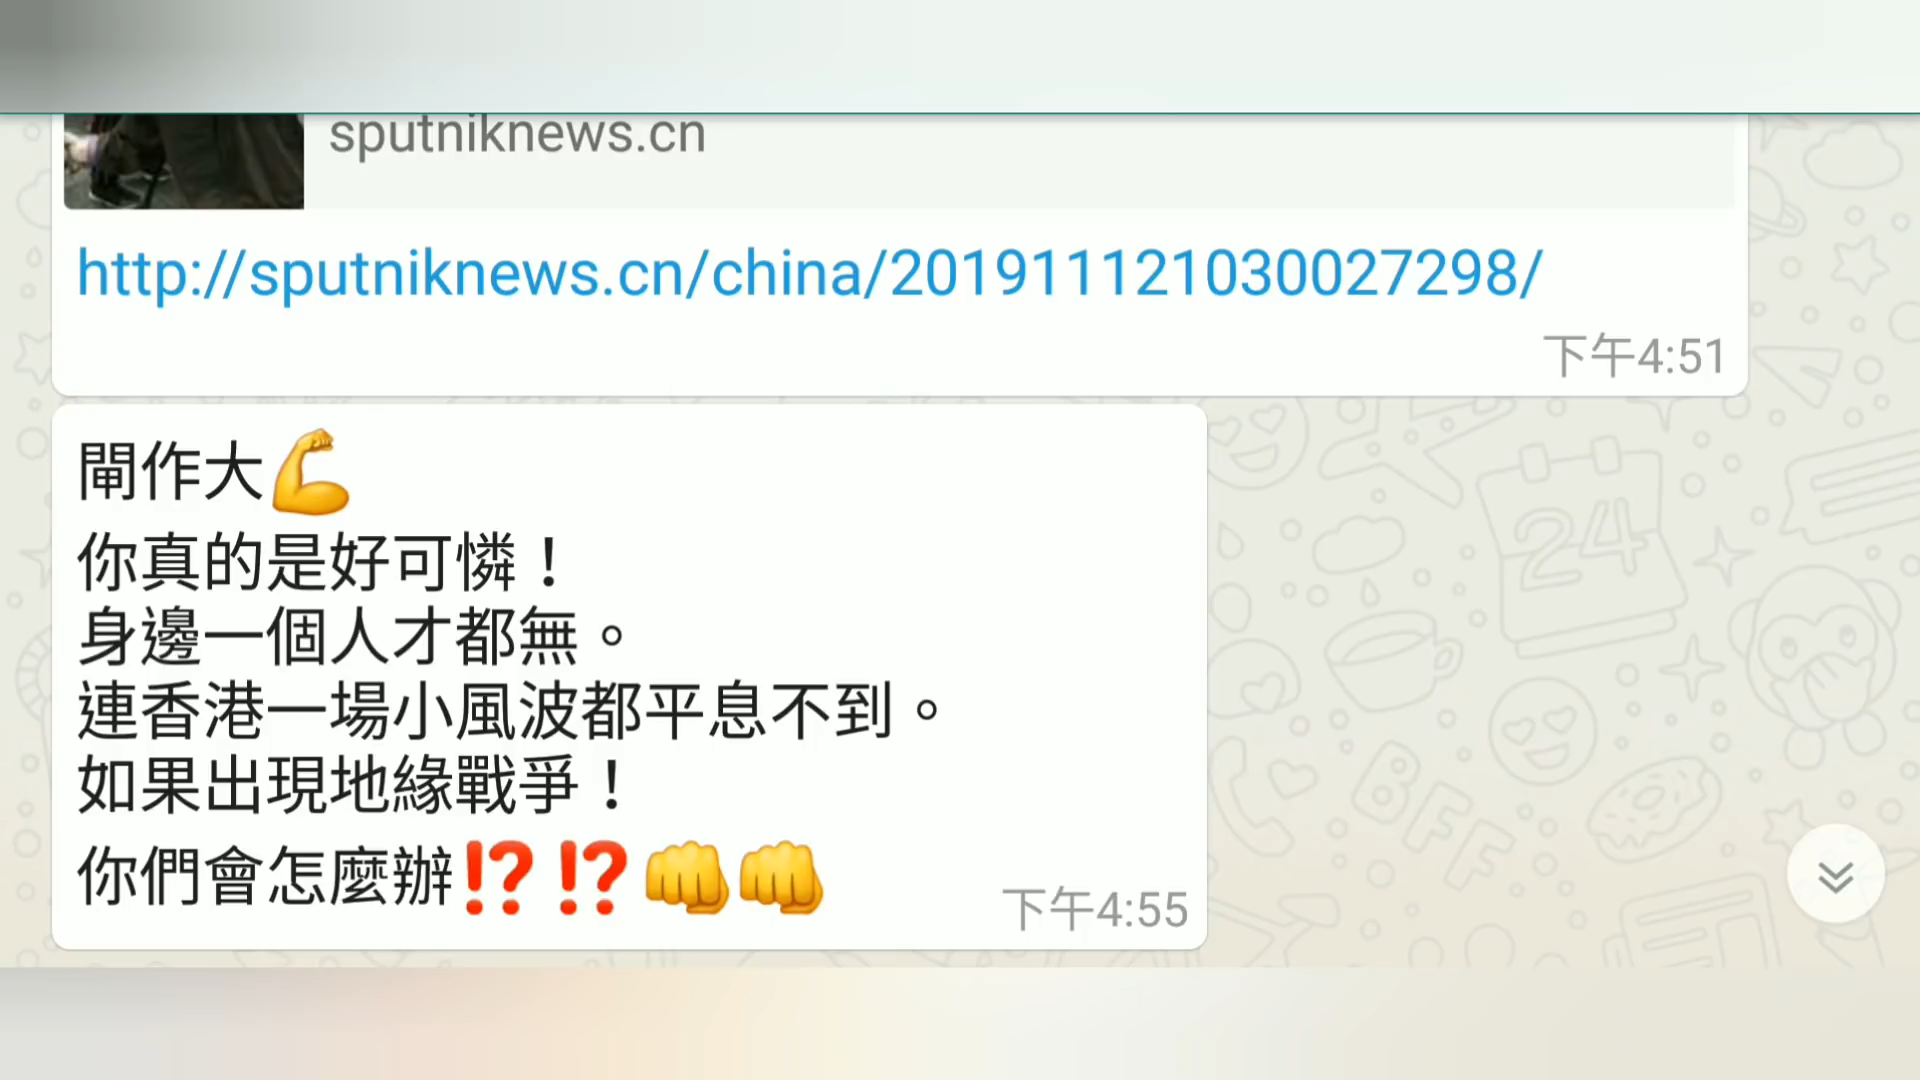 sputniknews.cn
http://sputniknews.cn/china/201911121030027298/
下午4:51
閘作大💪
你真的是好可憐！
身邊一個人才都無。
連香港一場小風波都平息不到。
如果出現地緣戰爭！
你們會怎麼辦⁉️⁉️👊👊
下午4:55